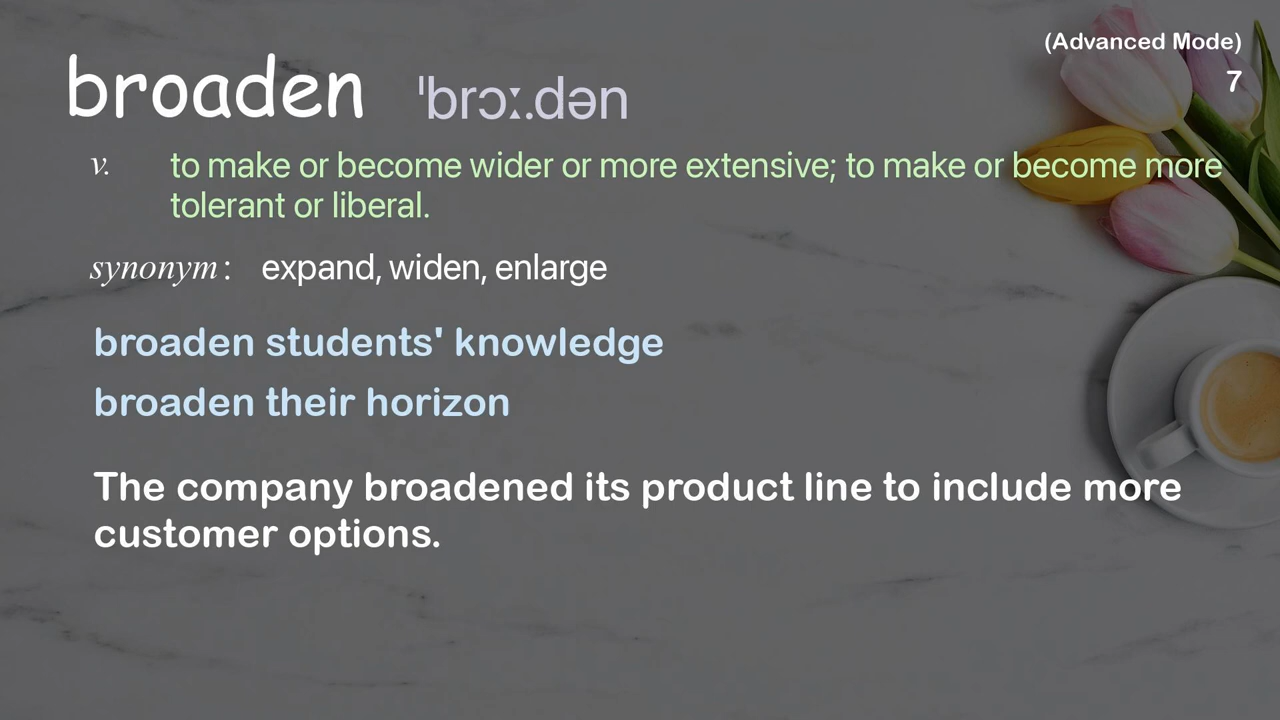 (Advanced Mode)
7
broaden ˈbrɔː.dən
v. to make or become wider or more extensive; to make or become more
tolerant or liberal.
synonym : expand, widen, enlarge
broaden students' knowledge
broaden their horizon
The company broadened its product line to include more
customer options.